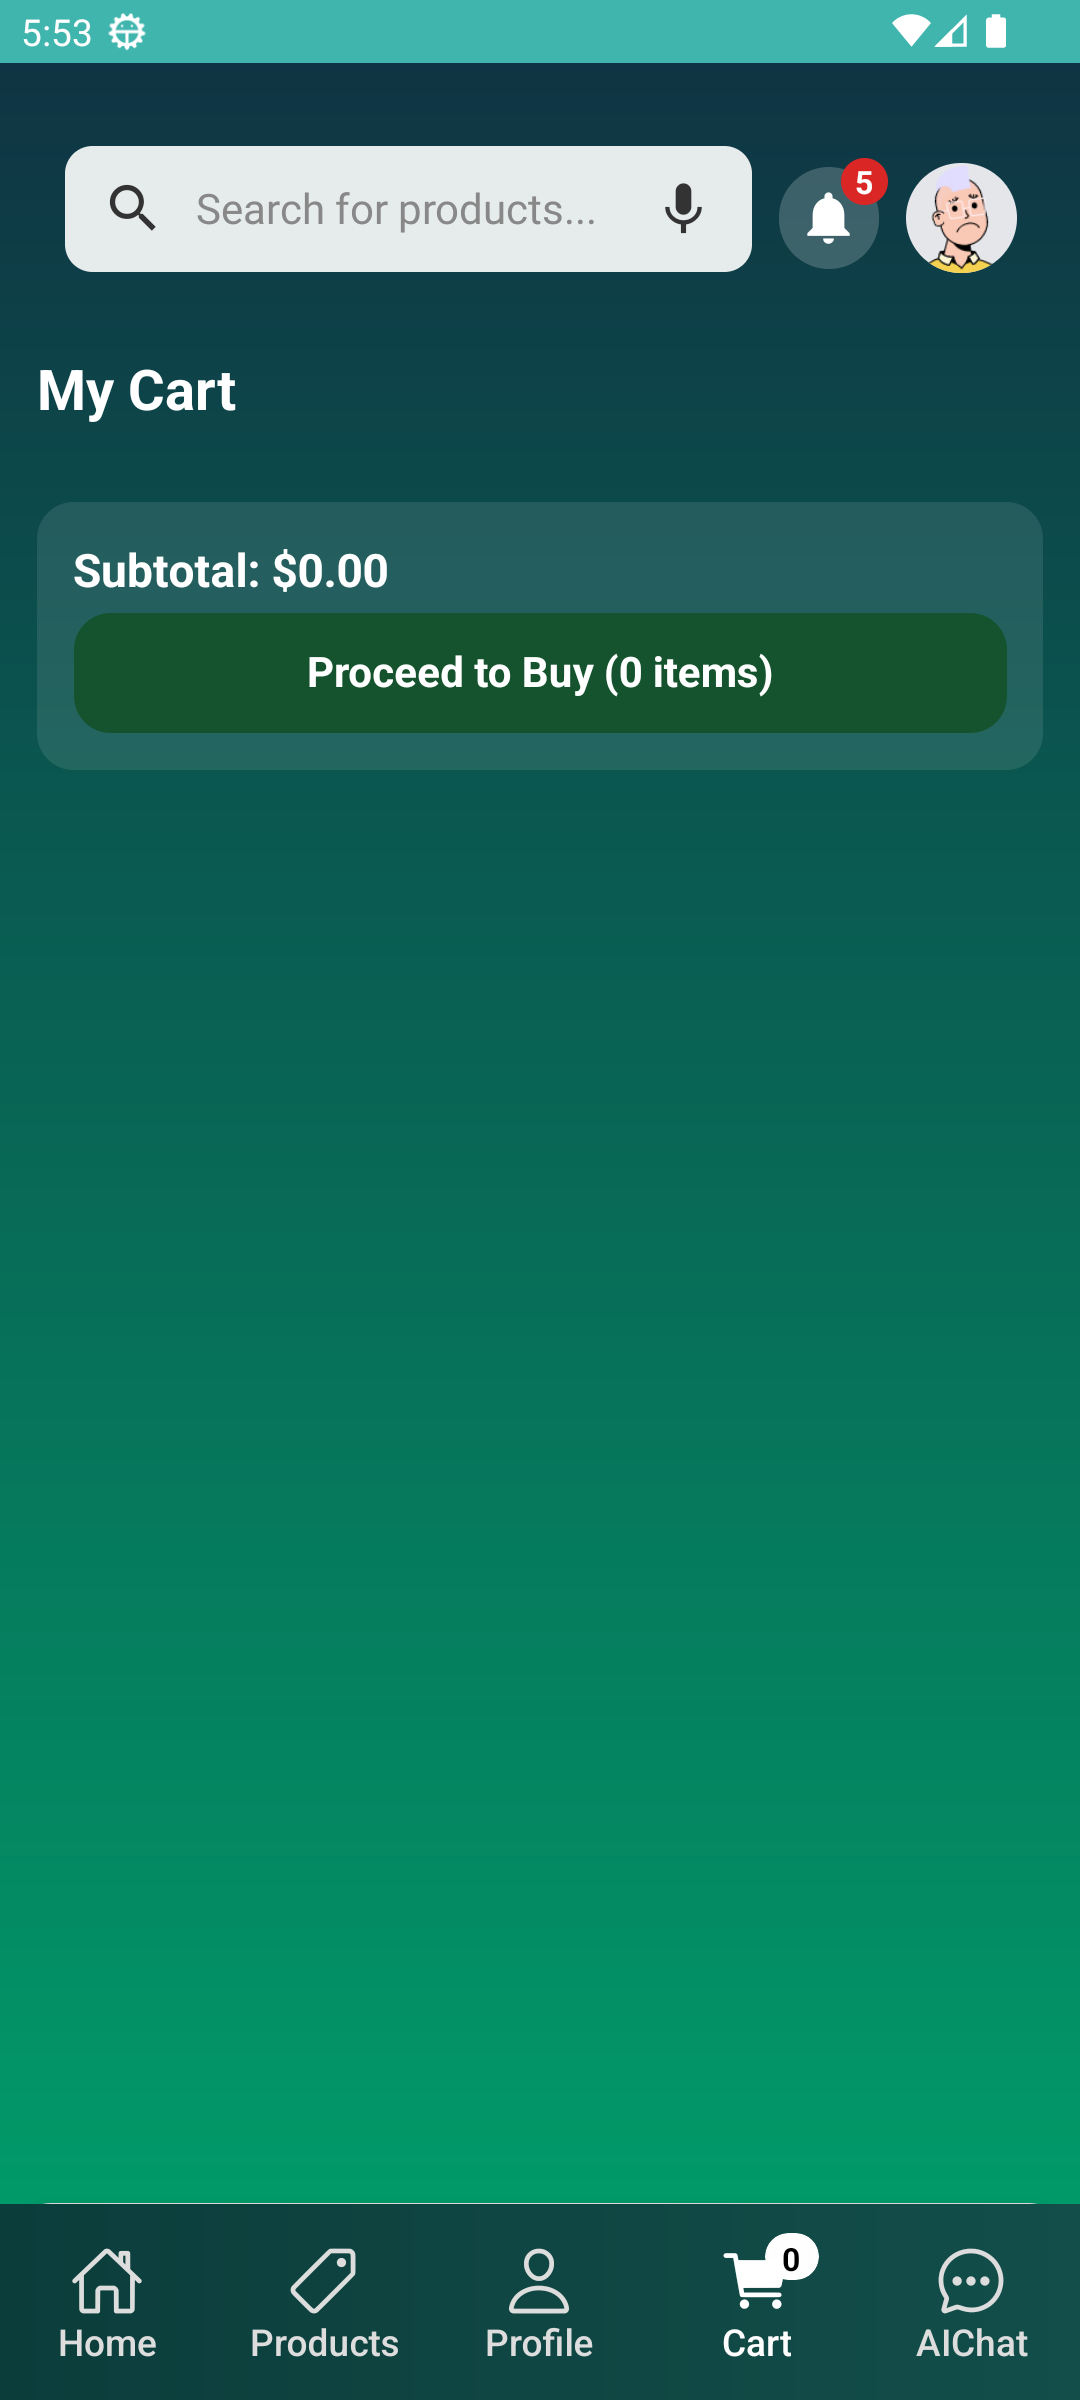 5:53
Search for products...
5
My Cart
Subtotal: $0.00
Proceed to Buy (0 items)
0
Home
Products
Profile
Cart
AIChat